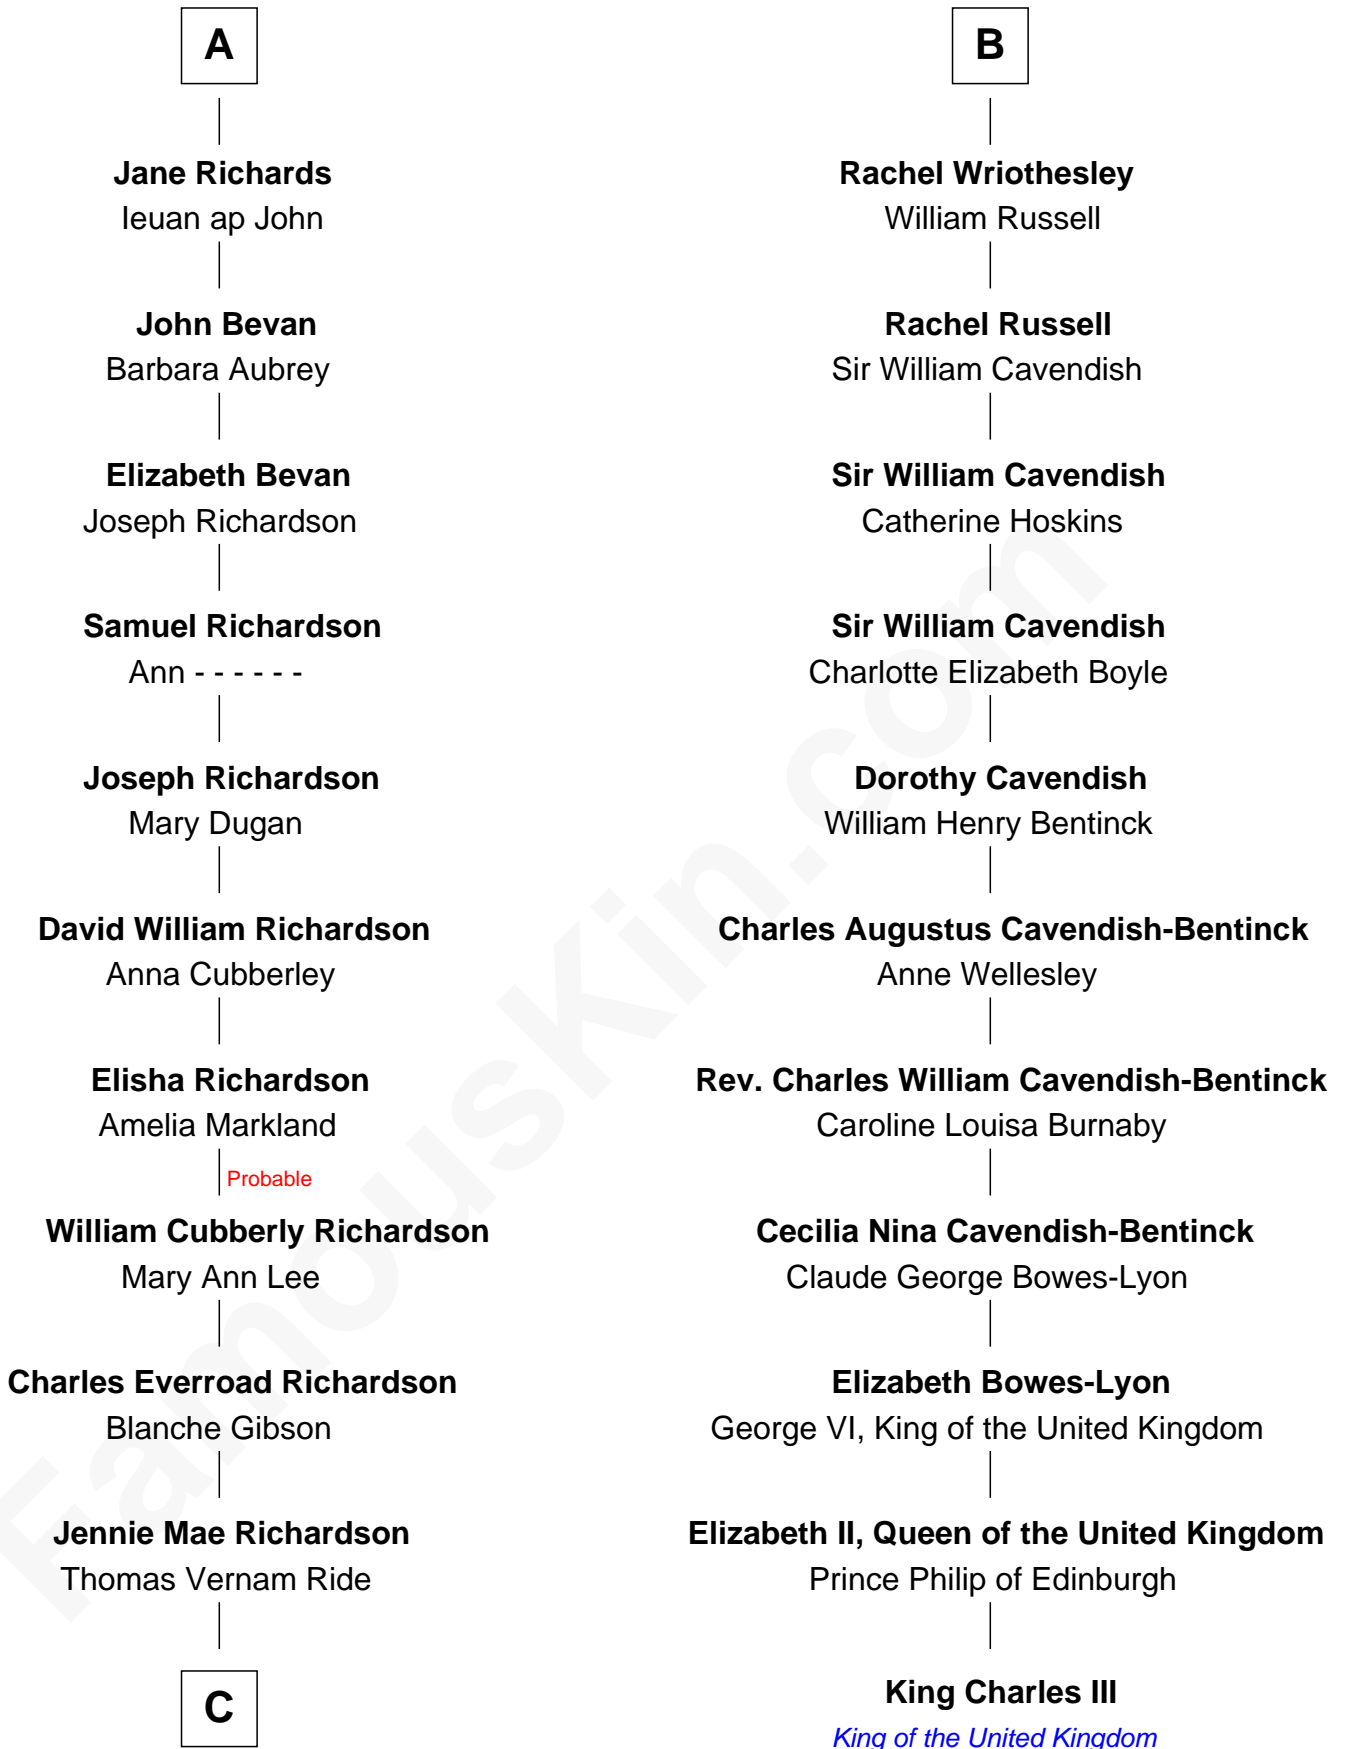 A
Jane Richards
Ieuan ap John
John Bevan
Barbara Aubrey
Elizabeth Bevan
Joseph Richardson
Samuel Richardson
Ann - - - - - -
Joseph Richardson
Mary Dugan
David William Richardson
Anna Cubberley
Elisha Richardson
Amelia Markland
Probable
William Cubberly Richardson
Mary Ann Lee
Charles Everroad Richardson
Blanche Gibson
Jennie Mae Richardson
Thomas Vernam Ride
C
B
Rachel Wriothesley
William Russell
Rachel Russell
Sir William Cavendish
Sir William Cavendish
Catherine Hoskins
Sir William Cavendish
Charlotte Elizabeth Boyle
Dorothy Cavendish
William Henry Bentinck
Charles Augustus Cavendish-Bentinck
Anne Wellesley
Rev. Charles William Cavendish-Bentinck
Caroline Louisa Burnaby
Cecilia Nina Cavendish-Bentinck
Claude George Bowes-Lyon
Elizabeth Bowes-Lyon
George VI, King of the United Kingdom
Elizabeth II, Queen of the United Kingdom
Prince Philip of Edinburgh
King Charles III
King of the United Kingdom
FamousKin.com